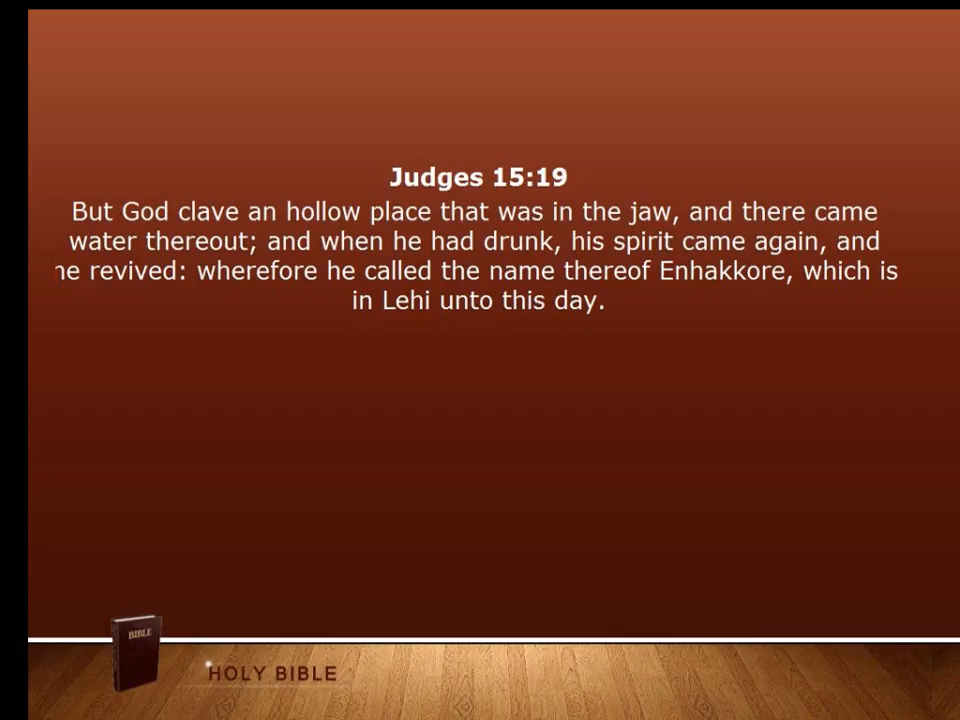 Judges 15:19
But God clave an hollow place that was in the jaw, and there came
water thereout; and when he had drunk, his spirit came again, and
he revived: wherefore he called the name thereof Enhakkore, which is
in Lehi unto this day.
BIBLE
HOLY BIBLE